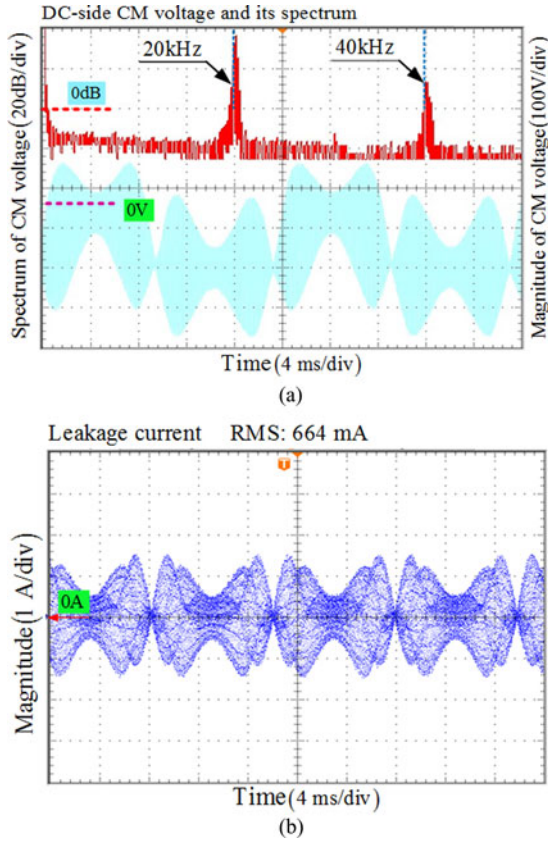 DC-side CM voltage and its spectrum
20kHz
40kHz
0dB
0V
Spectrum of CM voltage(20dB/div)
Magnitude of CM voltage(100V/div)
Time(4 ms/div)
(a)
Leakage current RMS: 664 mA
T
0A
Magnitude(1 A/div)
Time(4 ms/div)
(b)